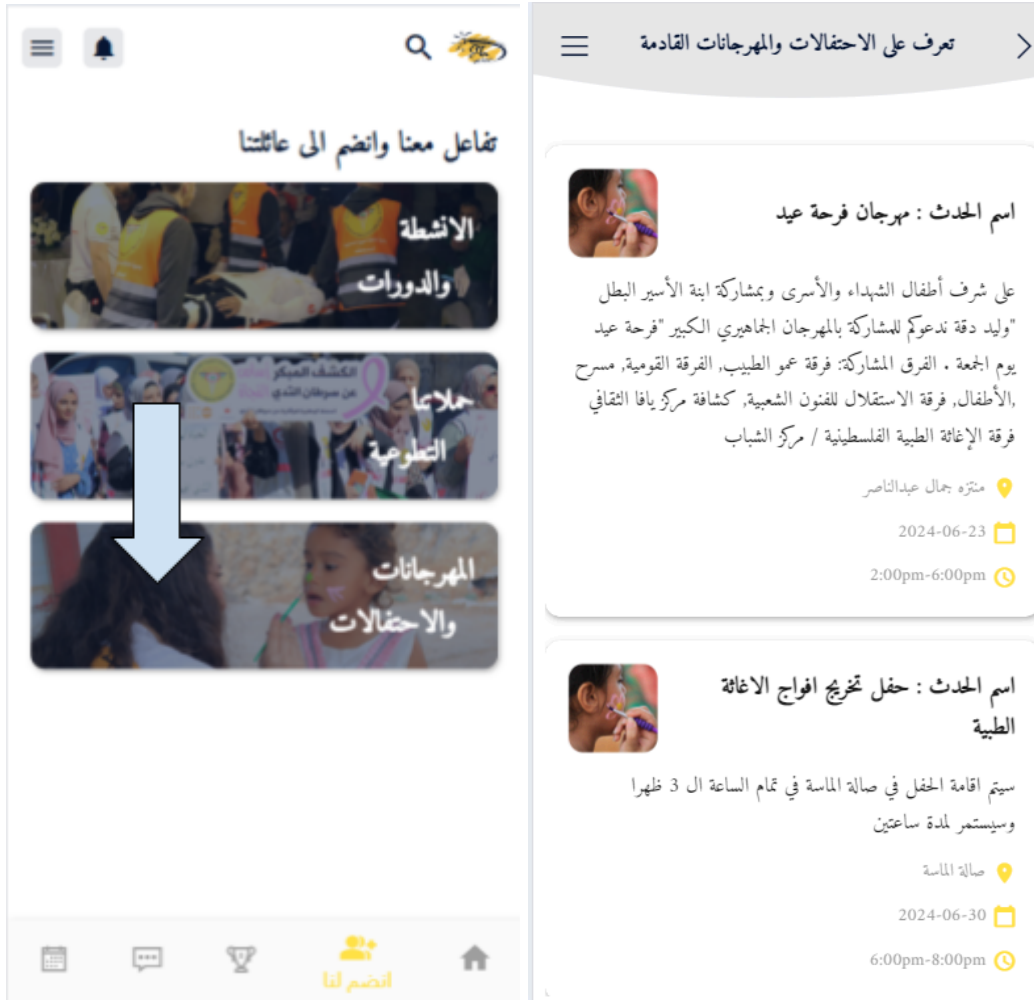 تفاعل معنا وانضم الى عائلتنا
الانشطة
والدورات
الكشف المبكر
عن سرطان الثدي
حملاتنا
التطوعية
المهرجانات
والاحتفالات
انضم لنا
تعرف على الاحتفالات والمهرجانات القادمة
اسم الحدث : مهرجان فرحة عيد
على شرف أطفال الشهداء والأسرى وبمشاركة ابنة الأسير البطل
"وليد دقة ندعوكم للمشاركة بالمهرجان الجماهيري الكبير "فرحة عيد
يوم الجمعة . الفرق المشاركة: فرقة عمو الطبيب, الفرقة القومية, مسرح
,الأطفال, فرقة الاستقلال للفنون الشعبية, كشافة مركز يافا الثقافي
فرقة الإغاثة الطبية الفلسطينية / مركز الشباب
منتزه جمال عبدالناصر
2024-06-23
2:00pm-6:00pm
اسم الحدث : حفل تخريج افواج الاغاثة
الطبية
سيتم اقامة الحفل في صالة الماسة في تمام الساعة ال 3 ظهرا
وسيستمر لمدة ساعتين
صالة الماسة
2024-06-30
6:00pm-8:00pm